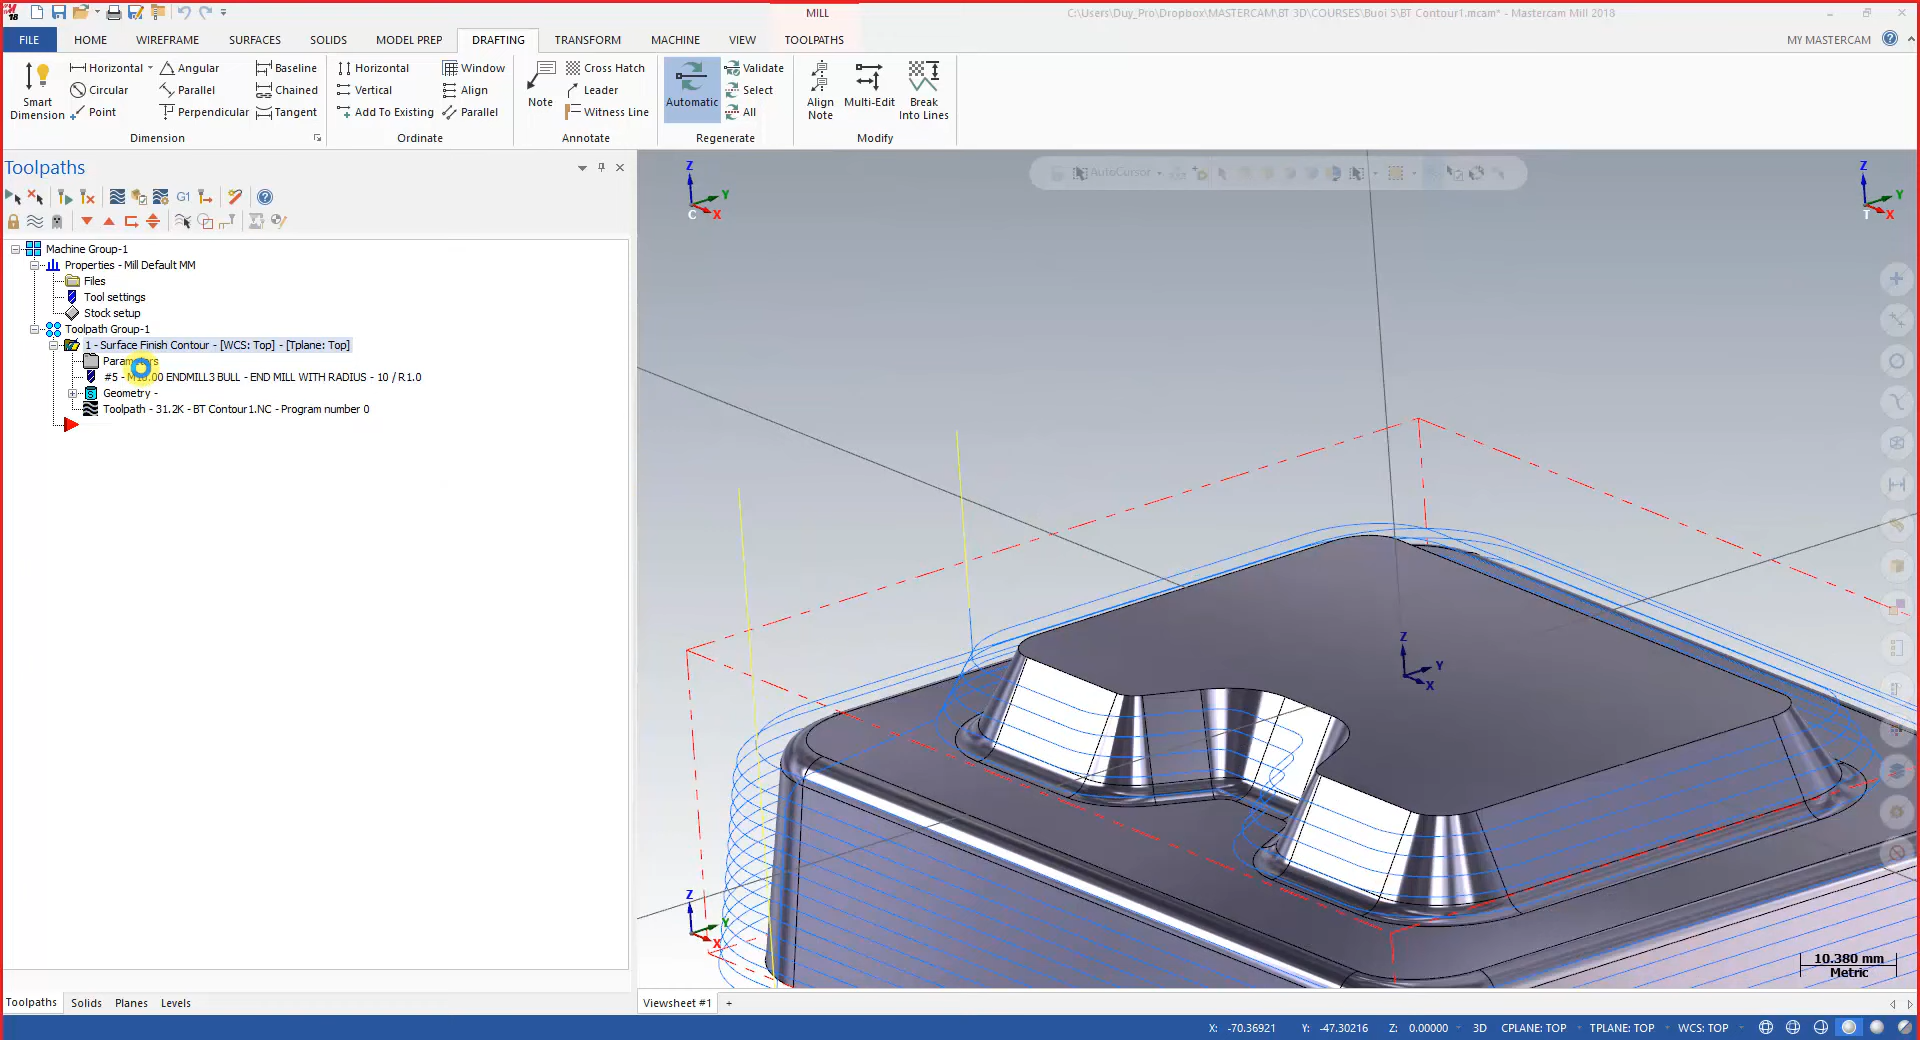 MILL
C:\Users\Duy_Pro\Dropbox\MASTERCAM\BT 3D\COURSES\Buoi 5\BT Contour1.mcam* - Mastercam Mill 2018
FILE HOME WIREFRAME SURFACES SOLIDS MODEL PREP DRAFTING TRANSFORM MACHINE VIEW TOOLPATHS MY MASTERCAM
Smart Dimension
Horizontal Angular Baseline
Circular Parallel Chained
Point Perpendicular Tangent
Dimension
Horizontal Window
Vertical Align
Add To Existing Parallel
Ordinate
Note
Cross Hatch
Leader
Witness Line
Annotate
Automatic
Validate
Select
All
Regenerate
Align Note
Multi-Edit
Break Into Lines
Modify
Toolpaths
G1
AutoCursor
Machine Group-1
Properties - Mill Default MM
Files
Tool settings
Stock setup
Toolpath Group-1
1 - Surface Finish Contour - [WCS: Top] - [Tplane: Top]
Parameters
#5 - M10.00 ENDMILL3 BULL - END MILL WITH RADIUS - 10 / R1.0
Geometry -
Toolpath - 31.2K - BT Contour1.NC - Program number 0
Z
Y
C X
Z
Y
T X
Z
Y
X
Z
Y
X
10.380 mm
Metric
Toolpaths Solids Planes Levels
Viewsheet #1 +
X: -70.36921 Y: -47.30216 Z: 0.00000 3D CPLANE: TOP TPLANE: TOP WCS: TOP